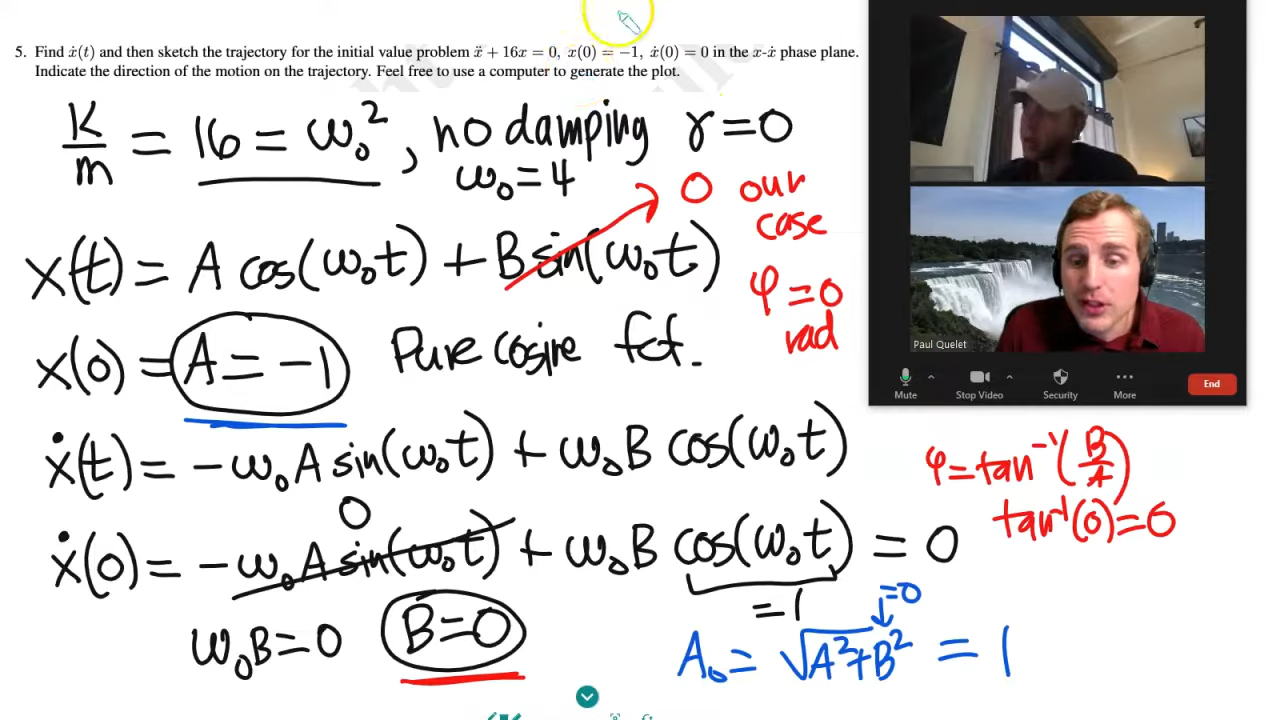 5. Find ẋ(t) and then sketch the trajectory for the initial value problem ẍ + 16x = 0, x(0) = −1, ẋ(0) = 0 in the x-ẋ phase plane.
Indicate the direction of the motion on the trajectory. Feel free to use a computer to generate the plot.
K/m = 16 = ω₀², no damping γ = 0
ω₀ = 4
0 our case
x(t) = A cos(ω₀t) + B sin(ω₀t)
φ = 0 rad
x(0) = A = −1 Pure cosine fct.
ẋ(t) = −ω₀ A sin(ω₀t) + ω₀ B cos(ω₀t)
φ = tan⁻¹(B/A)
tan⁻¹(0) = 0
0
ẋ(0) = −ω₀ A sin(ω₀t) + ω₀ B cos(ω₀t) = 0
= 1
ω₀B = 0 B = 0
= 0
A₀ = √(A² + B²) = 1
Paul Quelet
Mute
Stop Video
Security
More
End